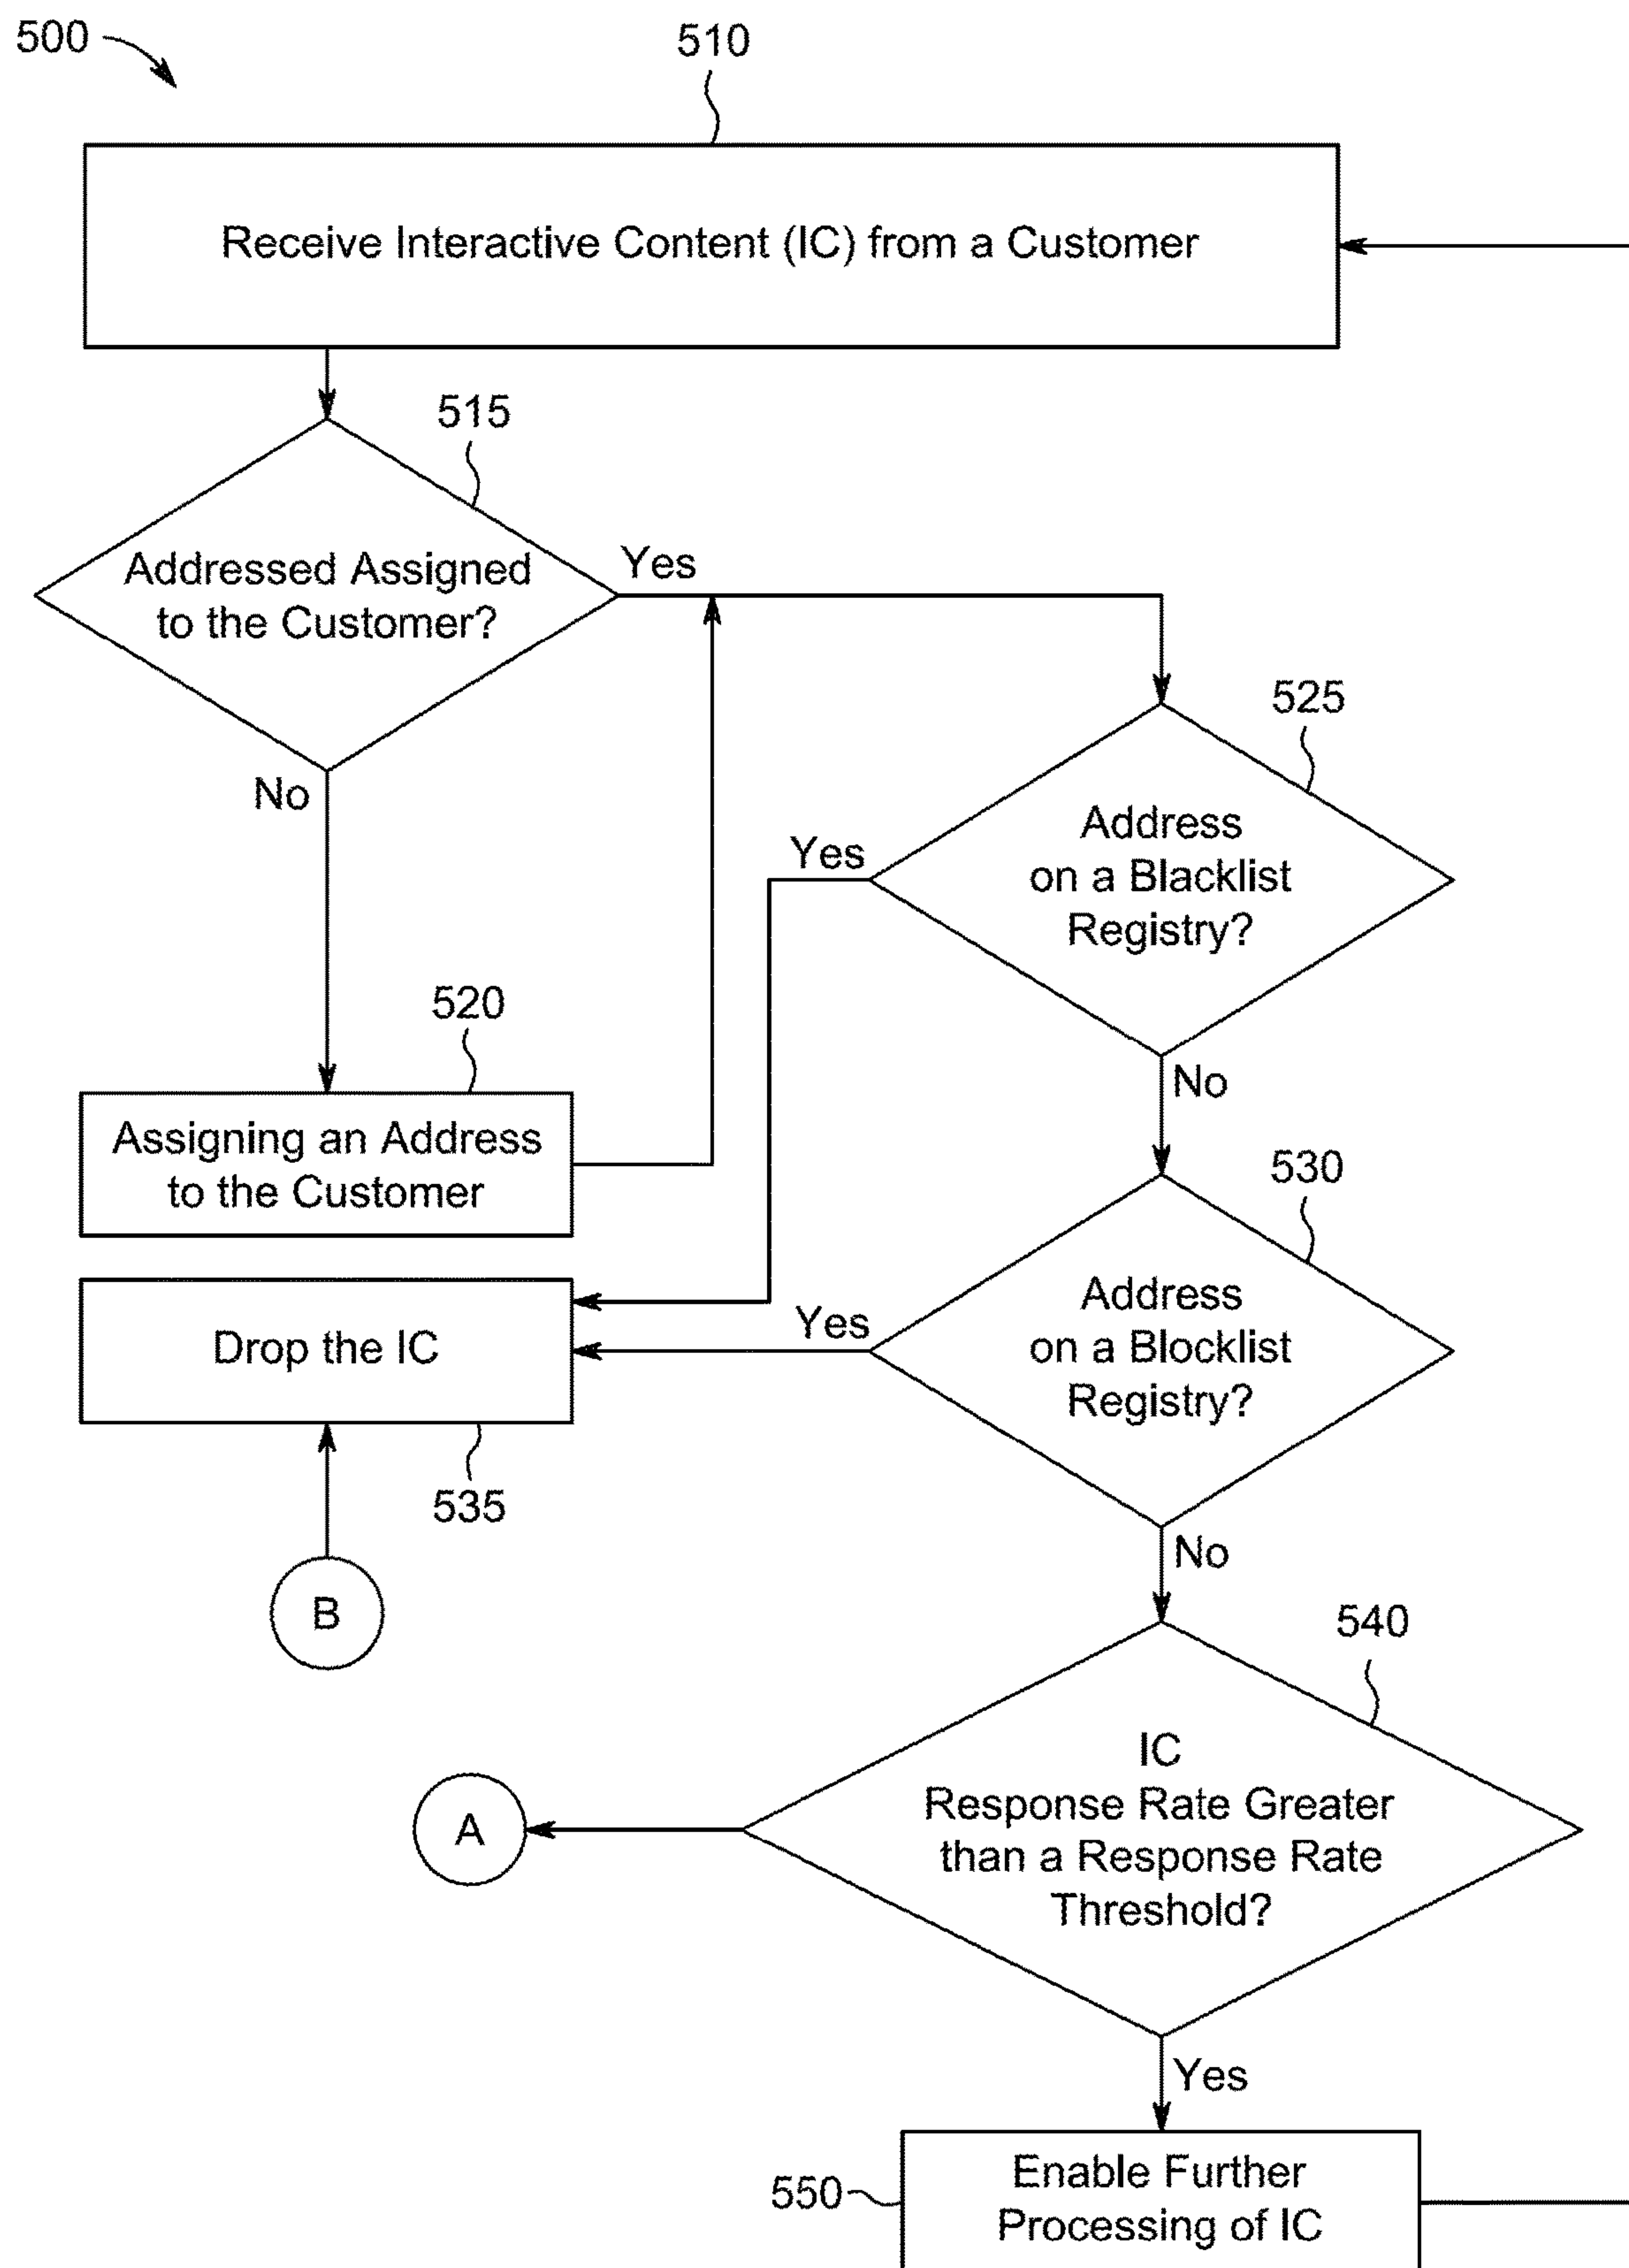 500
510
Receive Interactive Content (IC) from a Customer
515
Addressed Assigned
to the Customer?
Yes
No
525
Address
on a Blacklist
Registry?
Yes
No
520
Assigning an Address
to the Customer
530
Address
on a Blocklist
Registry?
Yes
No
Drop the IC
535
B
540
IC
Response Rate Greater
than a Response Rate
Threshold?
A
Yes
550
Enable Further
Processing of IC